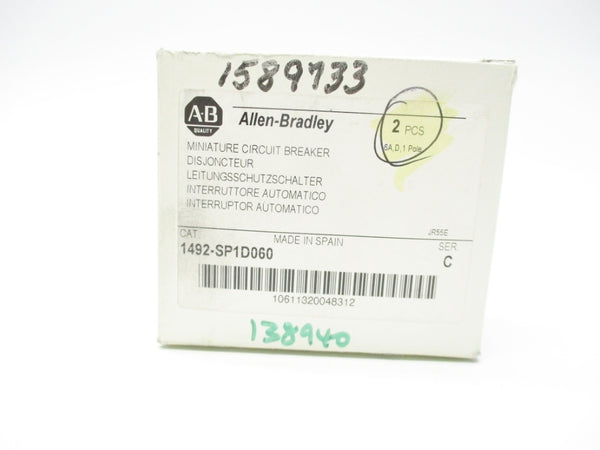 1589733
A-B
QUALITY
Allen-Bradley
2 PCS
6A,D,1 Pole
MINIATURE CIRCUIT BREAKER
DISJONCTEUR
LEITUNGSSCHUTZSCHALTER
INTERRUTTORE AUTOMATICO
INTERRUPTOR AUTOMATICO
JR55E
CAT. MADE IN SPAIN SER.
1492-SP1D060 C
10611320048312
138940